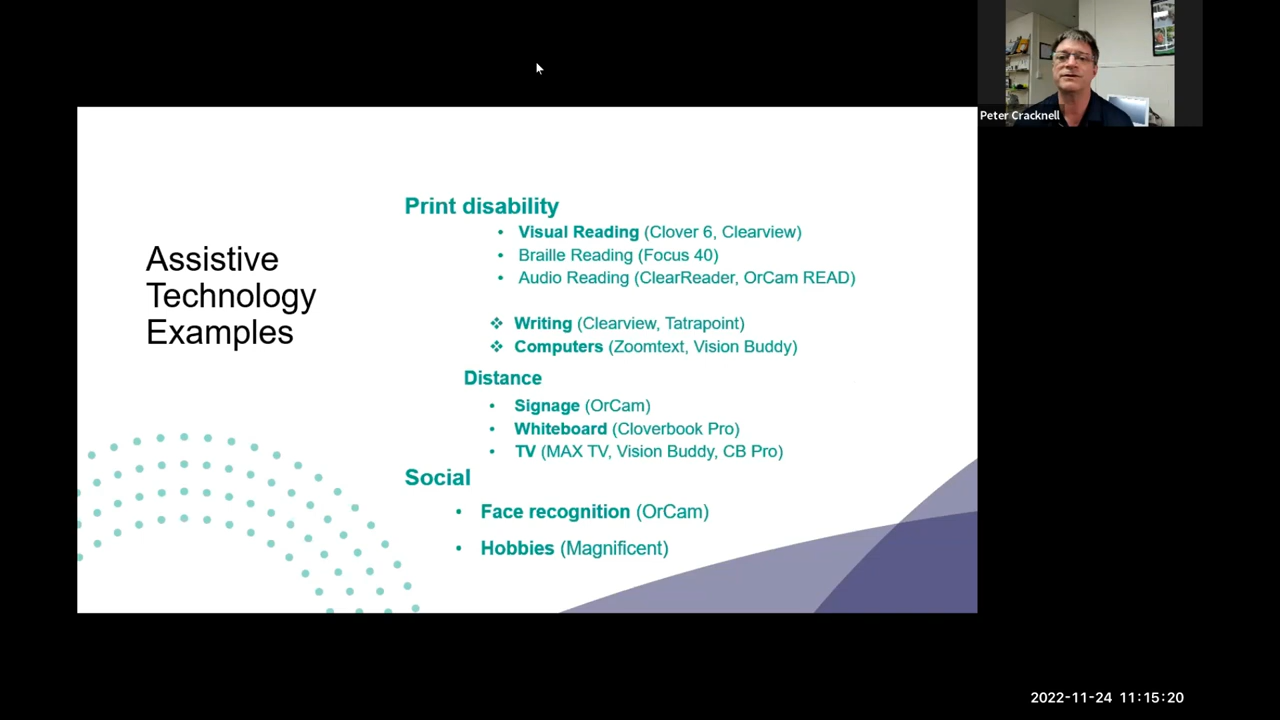 Peter Cracknell
Assistive
Technology
Examples
Print disability
• Visual Reading (Clover 6, Clearview)
• Braille Reading (Focus 40)
• Audio Reading (ClearReader, OrCam READ)
❖ Writing (Clearview, Tatrapoint)
❖ Computers (Zoomtext, Vision Buddy)
Distance
• Signage (OrCam)
• Whiteboard (Cloverbook Pro)
• TV (MAX TV, Vision Buddy, CB Pro)
Social
• Face recognition (OrCam)
• Hobbies (Magnificent)
2022-11-24 11:15:20